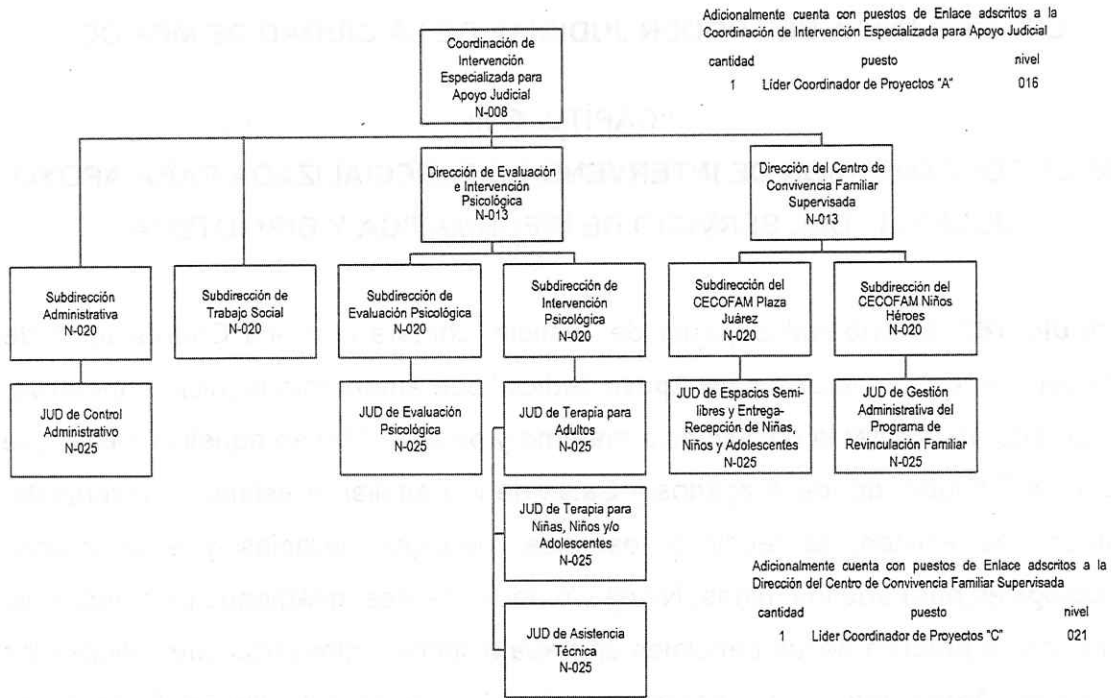 Adicionalmente cuenta con puestos de Enlace adscritos a la
Coordinación de Intervención Especializada para Apoyo Judicial
cantidad puesto nivel
1 Líder Coordinador de Proyectos "A" 016
Coordinación de
Intervención
Especializada para
Apoyo Judicial
N-008
Dirección de Evaluación
e Intervención
Psicológica
N-013
Dirección del Centro de
Convivencia Familiar
Supervisada
N-013
Subdirección
Administrativa
N-020
Subdirección de
Trabajo Social
N-020
Subdirección de
Evaluación Psicológica
N-020
Subdirección de
Intervención
Psicológica
N-020
Subdirección del
CECOFAM Plaza
Juárez
N-020
Subdirección del
CECOFAM Niños
Héroes
N-020
JUD de Control
Administrativo
N-025
JUD de Evaluación
Psicológica
N-025
JUD de Terapia para
Adultos
N-025
JUD de Espacios Semi-
libres y Entrega-
Recepción de Niñas,
Niños y Adolescentes
N-025
JUD de Gestión
Administrativa del
Programa de
Revinculación Familiar
N-025
JUD de Terapia para
Niñas, Niños y/o
Adolescentes
N-025
JUD de Asistencia
Técnica
N-025
Adicionalmente cuenta con puestos de Enlace adscritos a la
Dirección del Centro de Convivencia Familiar Supervisada
cantidad puesto nivel
1 Líder Coordinador de Proyectos "C" 021